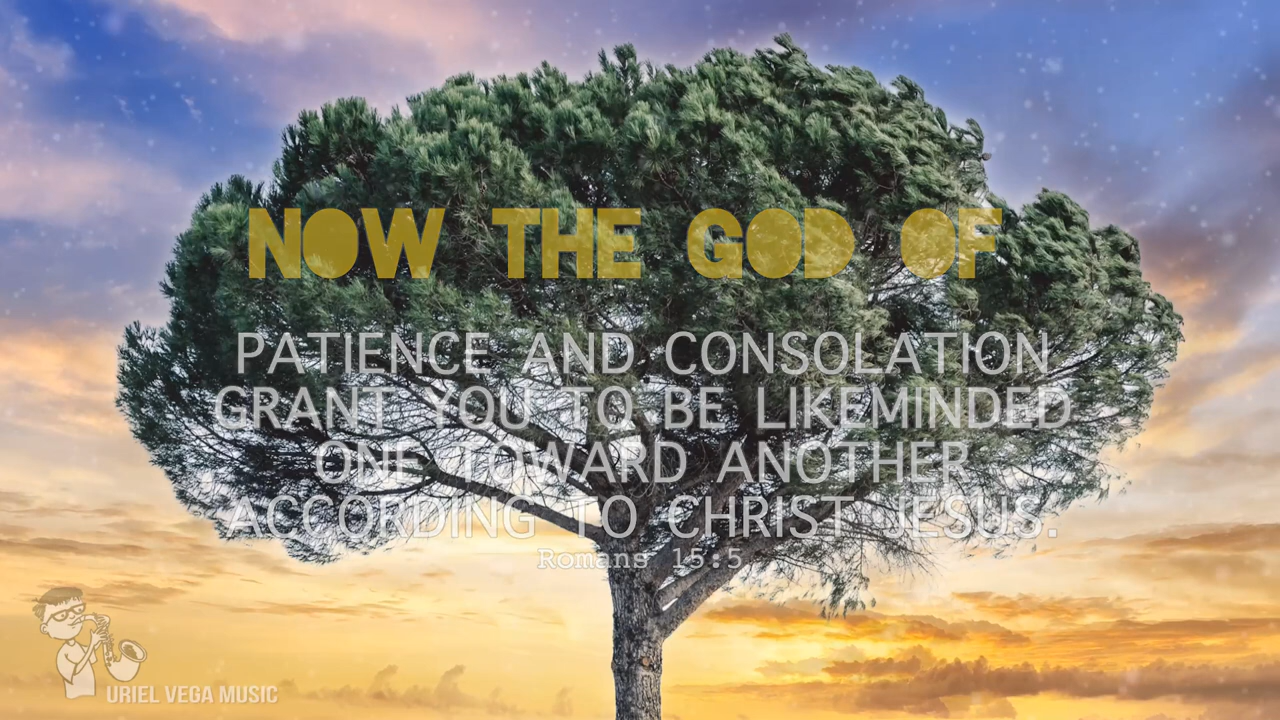 NOW THE GOD OF
PATIENCE AND CONSOLATION
GRANT YOU TO BE LIKEMINDED
ONE TOWARD ANOTHER
ACCORDING TO CHRIST JESUS.
Romans 15:5
URIEL VEGA MUSIC